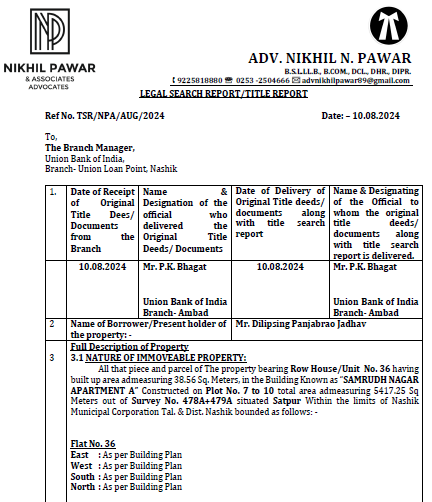 NIKHIL PAWAR
& ASSOCIATES
ADVOCATES
ADV. NIKHIL N. PAWAR
B.S.L.LL.B., B.COM., DCL., DHR., DIPR.
9225818880 ☎ 0253 -2504666 ✉ advnikhilpawar89@gmail.com
LEGAL SEARCH REPORT/TITLE REPORT
Ref No. TSR/NPA/AUG/2024 Date: – 10.08.2024
To,
The Branch Manager,
Union Bank of India,
Branch- Union Loan Point, Nashik
1. Date of Receipt Name & Date of Delivery of Name & Designating
of Original Designation of the Original Title deeds/ of the Official to
Title Dees/ official who documents along whom the original
Documents delivered the with title search title deeds/
from the Original Title report documents along
Branch Deeds/ Documents with title search
report is delivered.
10.08.2024 Mr. P.K. Bhagat 10.08.2024 Mr. P.K. Bhagat
Union Bank of India Union Bank of India
Branch- Ambad Branch- Ambad
2 Name of Borrower/Present holder of Mr. Dilipsing Panjabrao Jadhav
the property: -
Full Description of Property
3 3.1 NATURE OF IMMOVEABLE PROPERTY:
All that piece and parcel of The property bearing Row House/Unit No. 36 having
built up area admeasuring 38.56 Sq. Meters, in the Building Known as "SAMRUDH NAGAR
APARTMENT A" Constructed on Plot No. 7 to 10 total area admeasuring 5417.25 Sq
Meters out of Survey No. 478A+479A situated Satpur Within the limits of Nashik
Municipal Corporation Tal. & Dist. Nashik bounded as follows: -
Flat No. 36
East : As per Building Plan
West : As per Building Plan
South : As per Building Plan
North : As per Building Plan